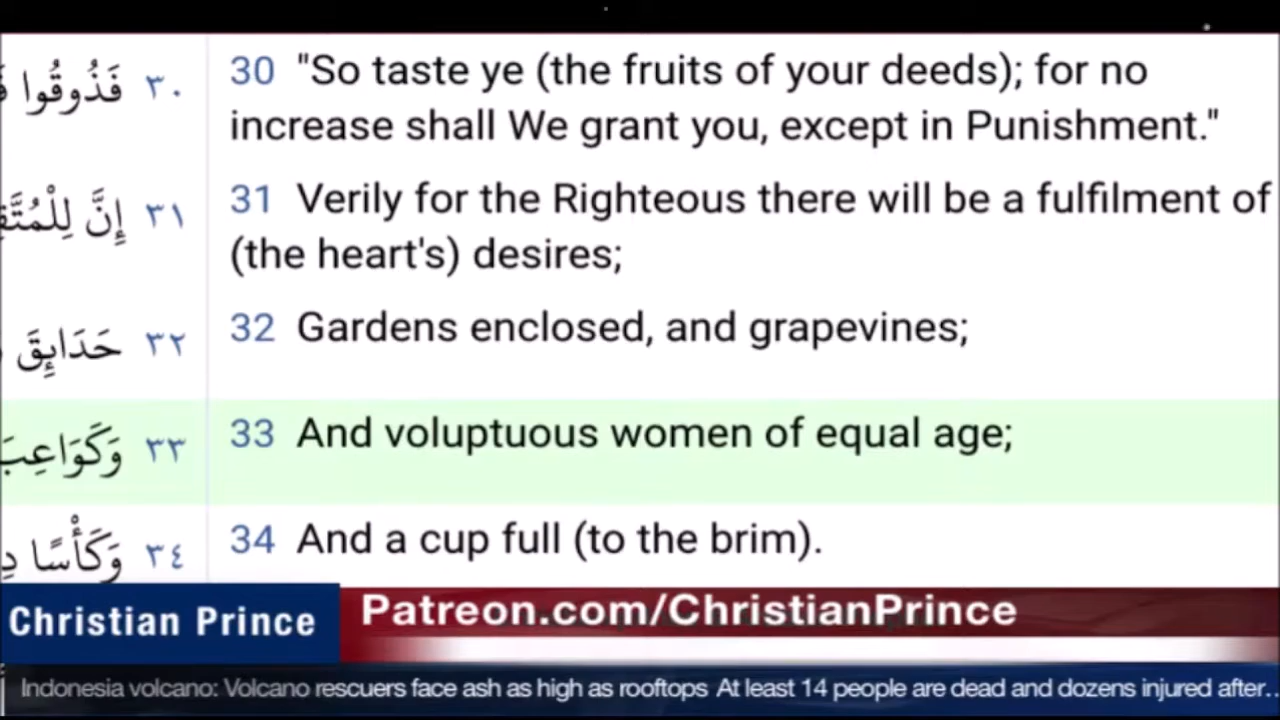 فَذُوقُوا ٣٠
30 "So taste ye (the fruits of your deeds); for no
increase shall We grant you, except in Punishment."
إِنَّ ٣١
31 Verily for the Righteous there will be a fulfilment of
(the heart's) desires;
حَدَائِقَ ٣٢
32 Gardens enclosed, and grapevines;
٣٣
33 And voluptuous women of equal age;
وَكَأْسًا ٣٤
34 And a cup full (to the brim).
Christian Prince
Patreon.com/ChristianPrince
Indonesia volcano: Volcano rescuers face ash as high as rooftops At least 14 people are dead and dozens injured after..